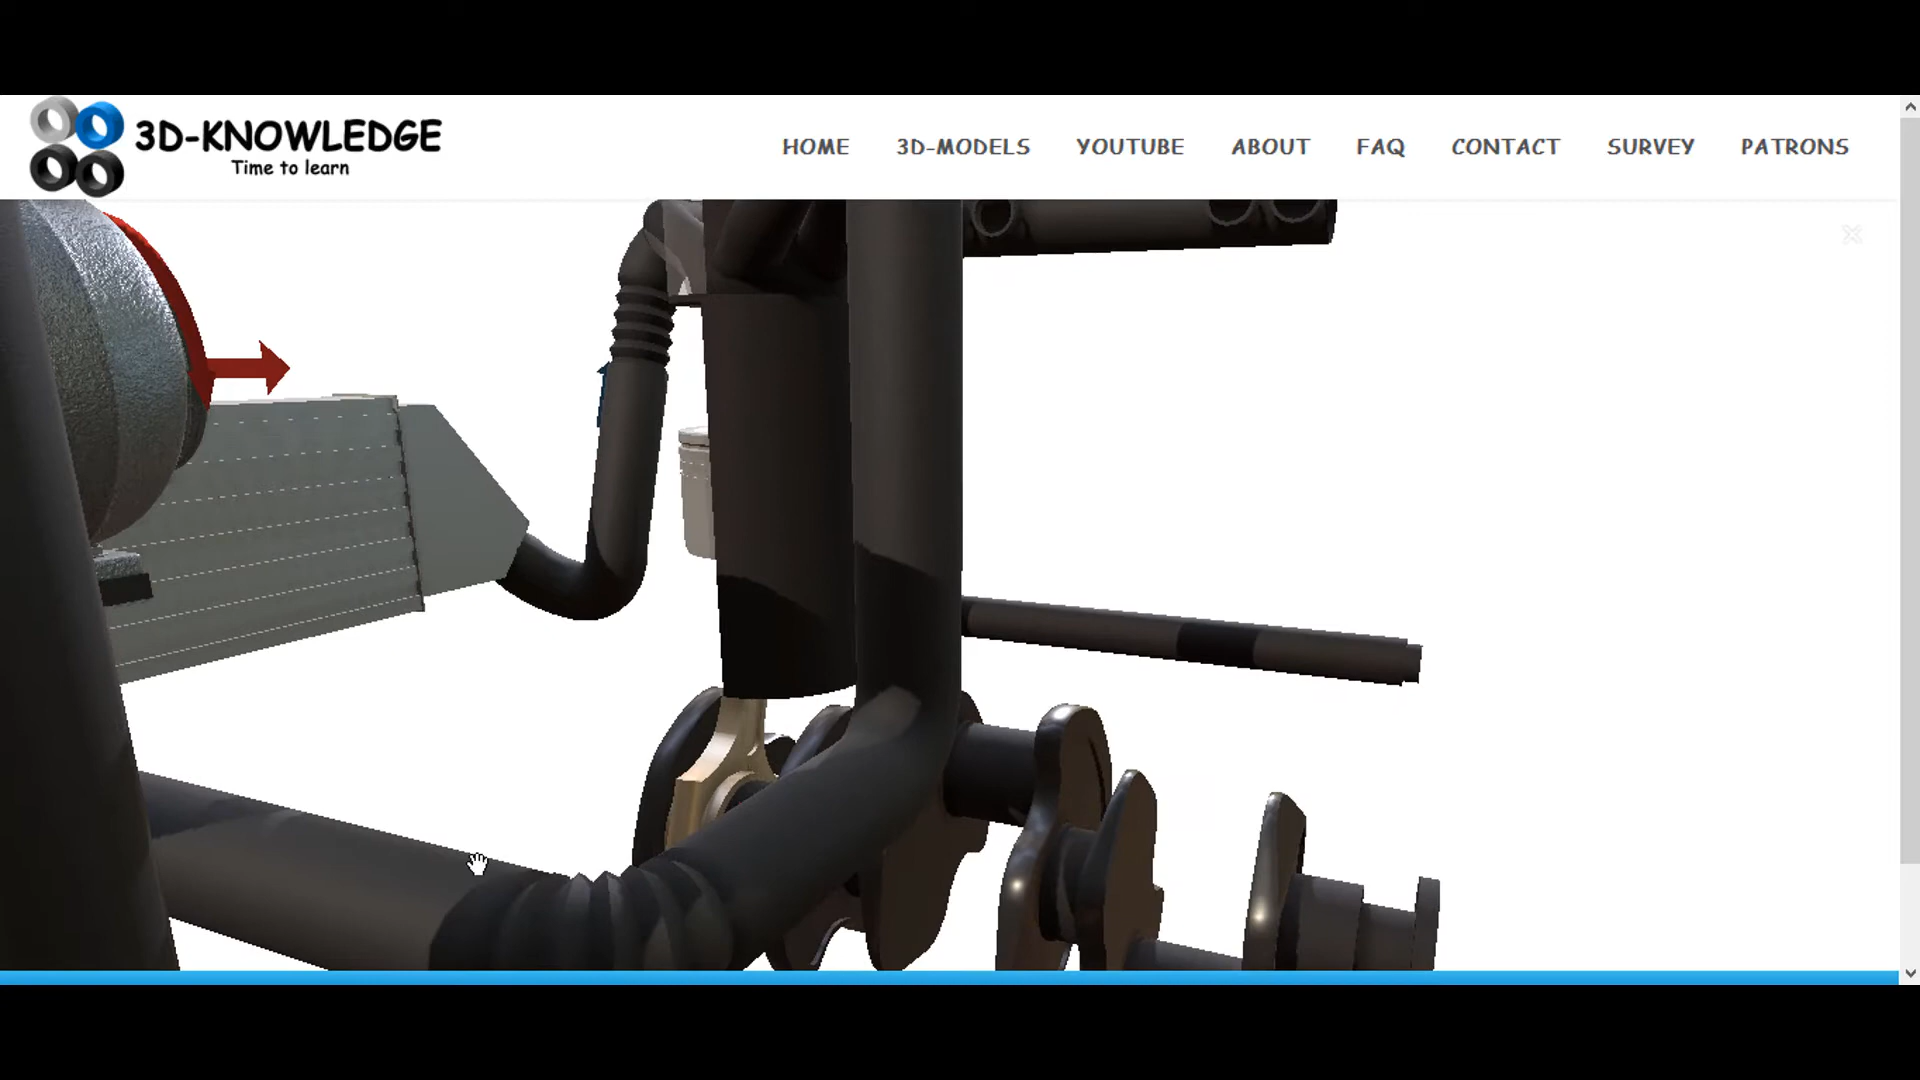 3D-KNOWLEDGE
Time to learn
HOME 3D-MODELS YOUTUBE ABOUT FAQ CONTACT SURVEY PATRONS